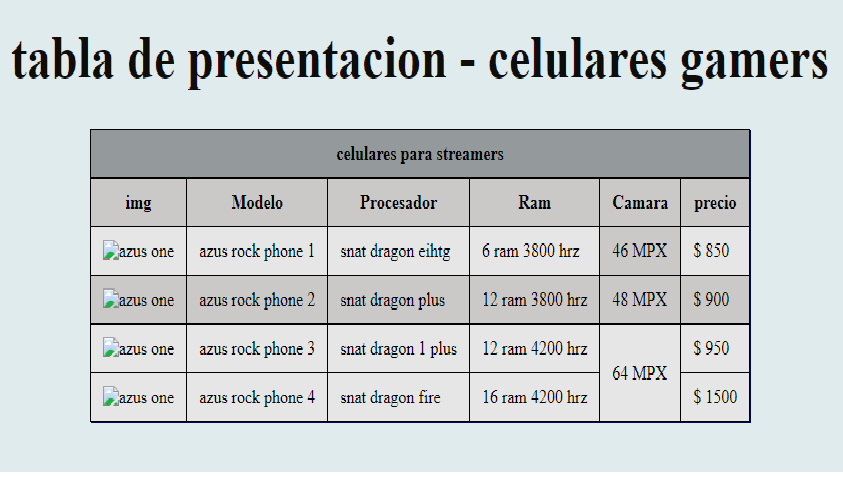 tabla de presentacion - celulares gamers
celulares para streamers
img Modelo Procesador Ram Camara precio
azus one azus rock phone 1 snat dragon eihtg 6 ram 3800 hrz 46 MPX $ 850
azus one azus rock phone 2 snat dragon plus 12 ram 3800 hrz 48 MPX $ 900
azus one azus rock phone 3 snat dragon 1 plus 12 ram 4200 hrz 64 MPX $ 950
azus one azus rock phone 4 snat dragon fire 16 ram 4200 hrz $ 1500